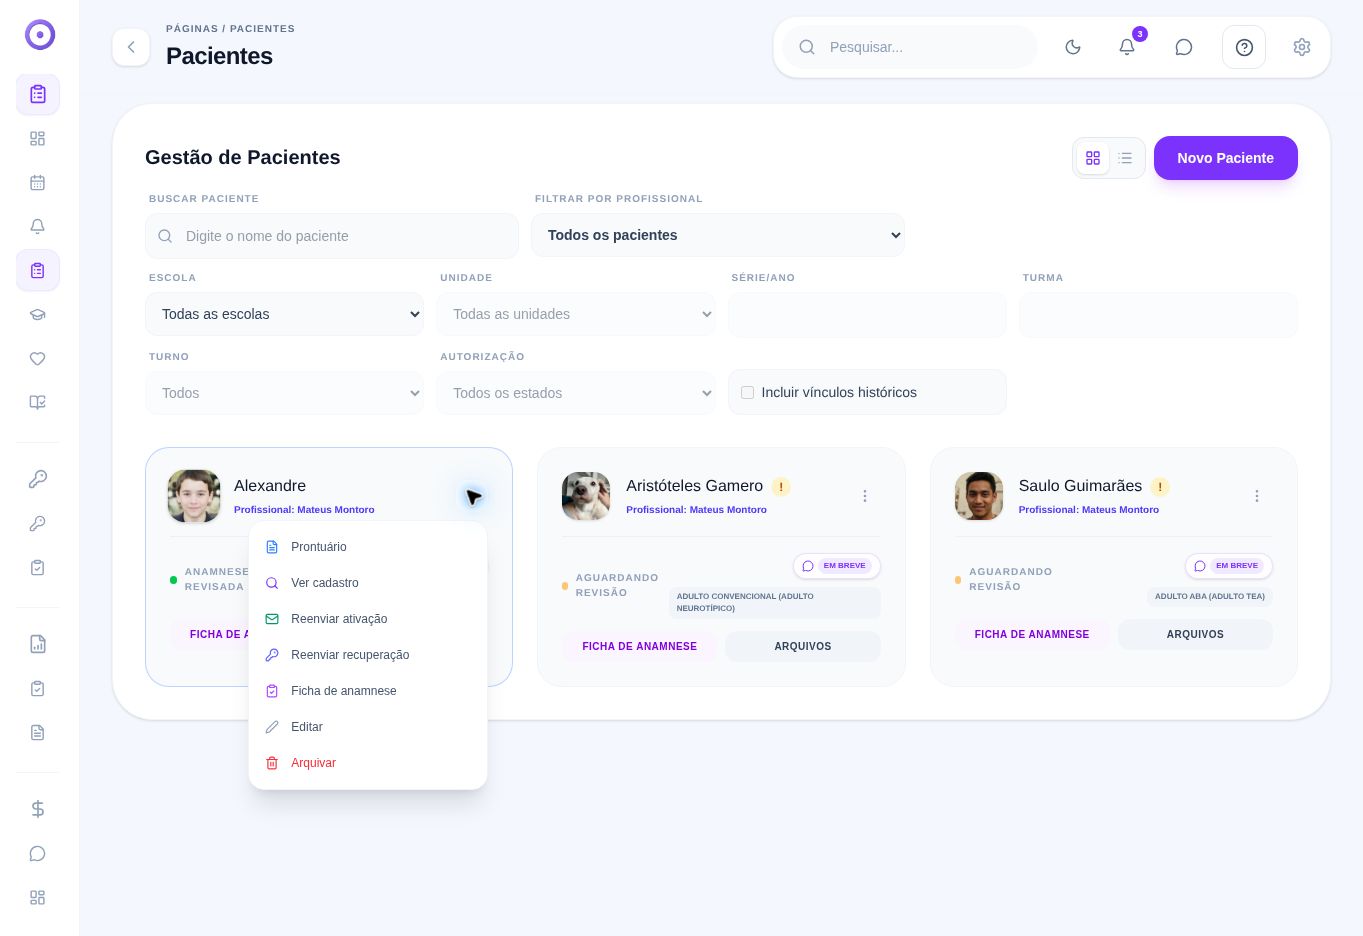 PÁGINAS / PACIENTES
Pacientes
Pesquisar...
3
Gestão de Pacientes
Novo Paciente
BUSCAR PACIENTE
FILTRAR POR PROFISSIONAL
Digite o nome do paciente
Todos os pacientes
ESCOLA
UNIDADE
SÉRIE/ANO
TURMA
Todas as escolas
Todas as unidades
TURNO
AUTORIZAÇÃO
Todos
Todos os estados
Incluir vínculos históricos
Alexandre
Profissional: Mateus Montoro
ANAMNESE
REVISADA
FICHA DE A
Prontuário
Ver cadastro
Reenviar ativação
Reenviar recuperação
Ficha de anamnese
Editar
Arquivar
Aristóteles Gamero !
Profissional: Mateus Montoro
AGUARDANDO
REVISÃO
EM BREVE
ADULTO CONVENCIONAL (ADULTO
NEUROTÍPICO)
FICHA DE ANAMNESE
ARQUIVOS
Saulo Guimarães !
Profissional: Mateus Montoro
AGUARDANDO
REVISÃO
EM BREVE
ADULTO ABA (ADULTO TEA)
FICHA DE ANAMNESE
ARQUIVOS